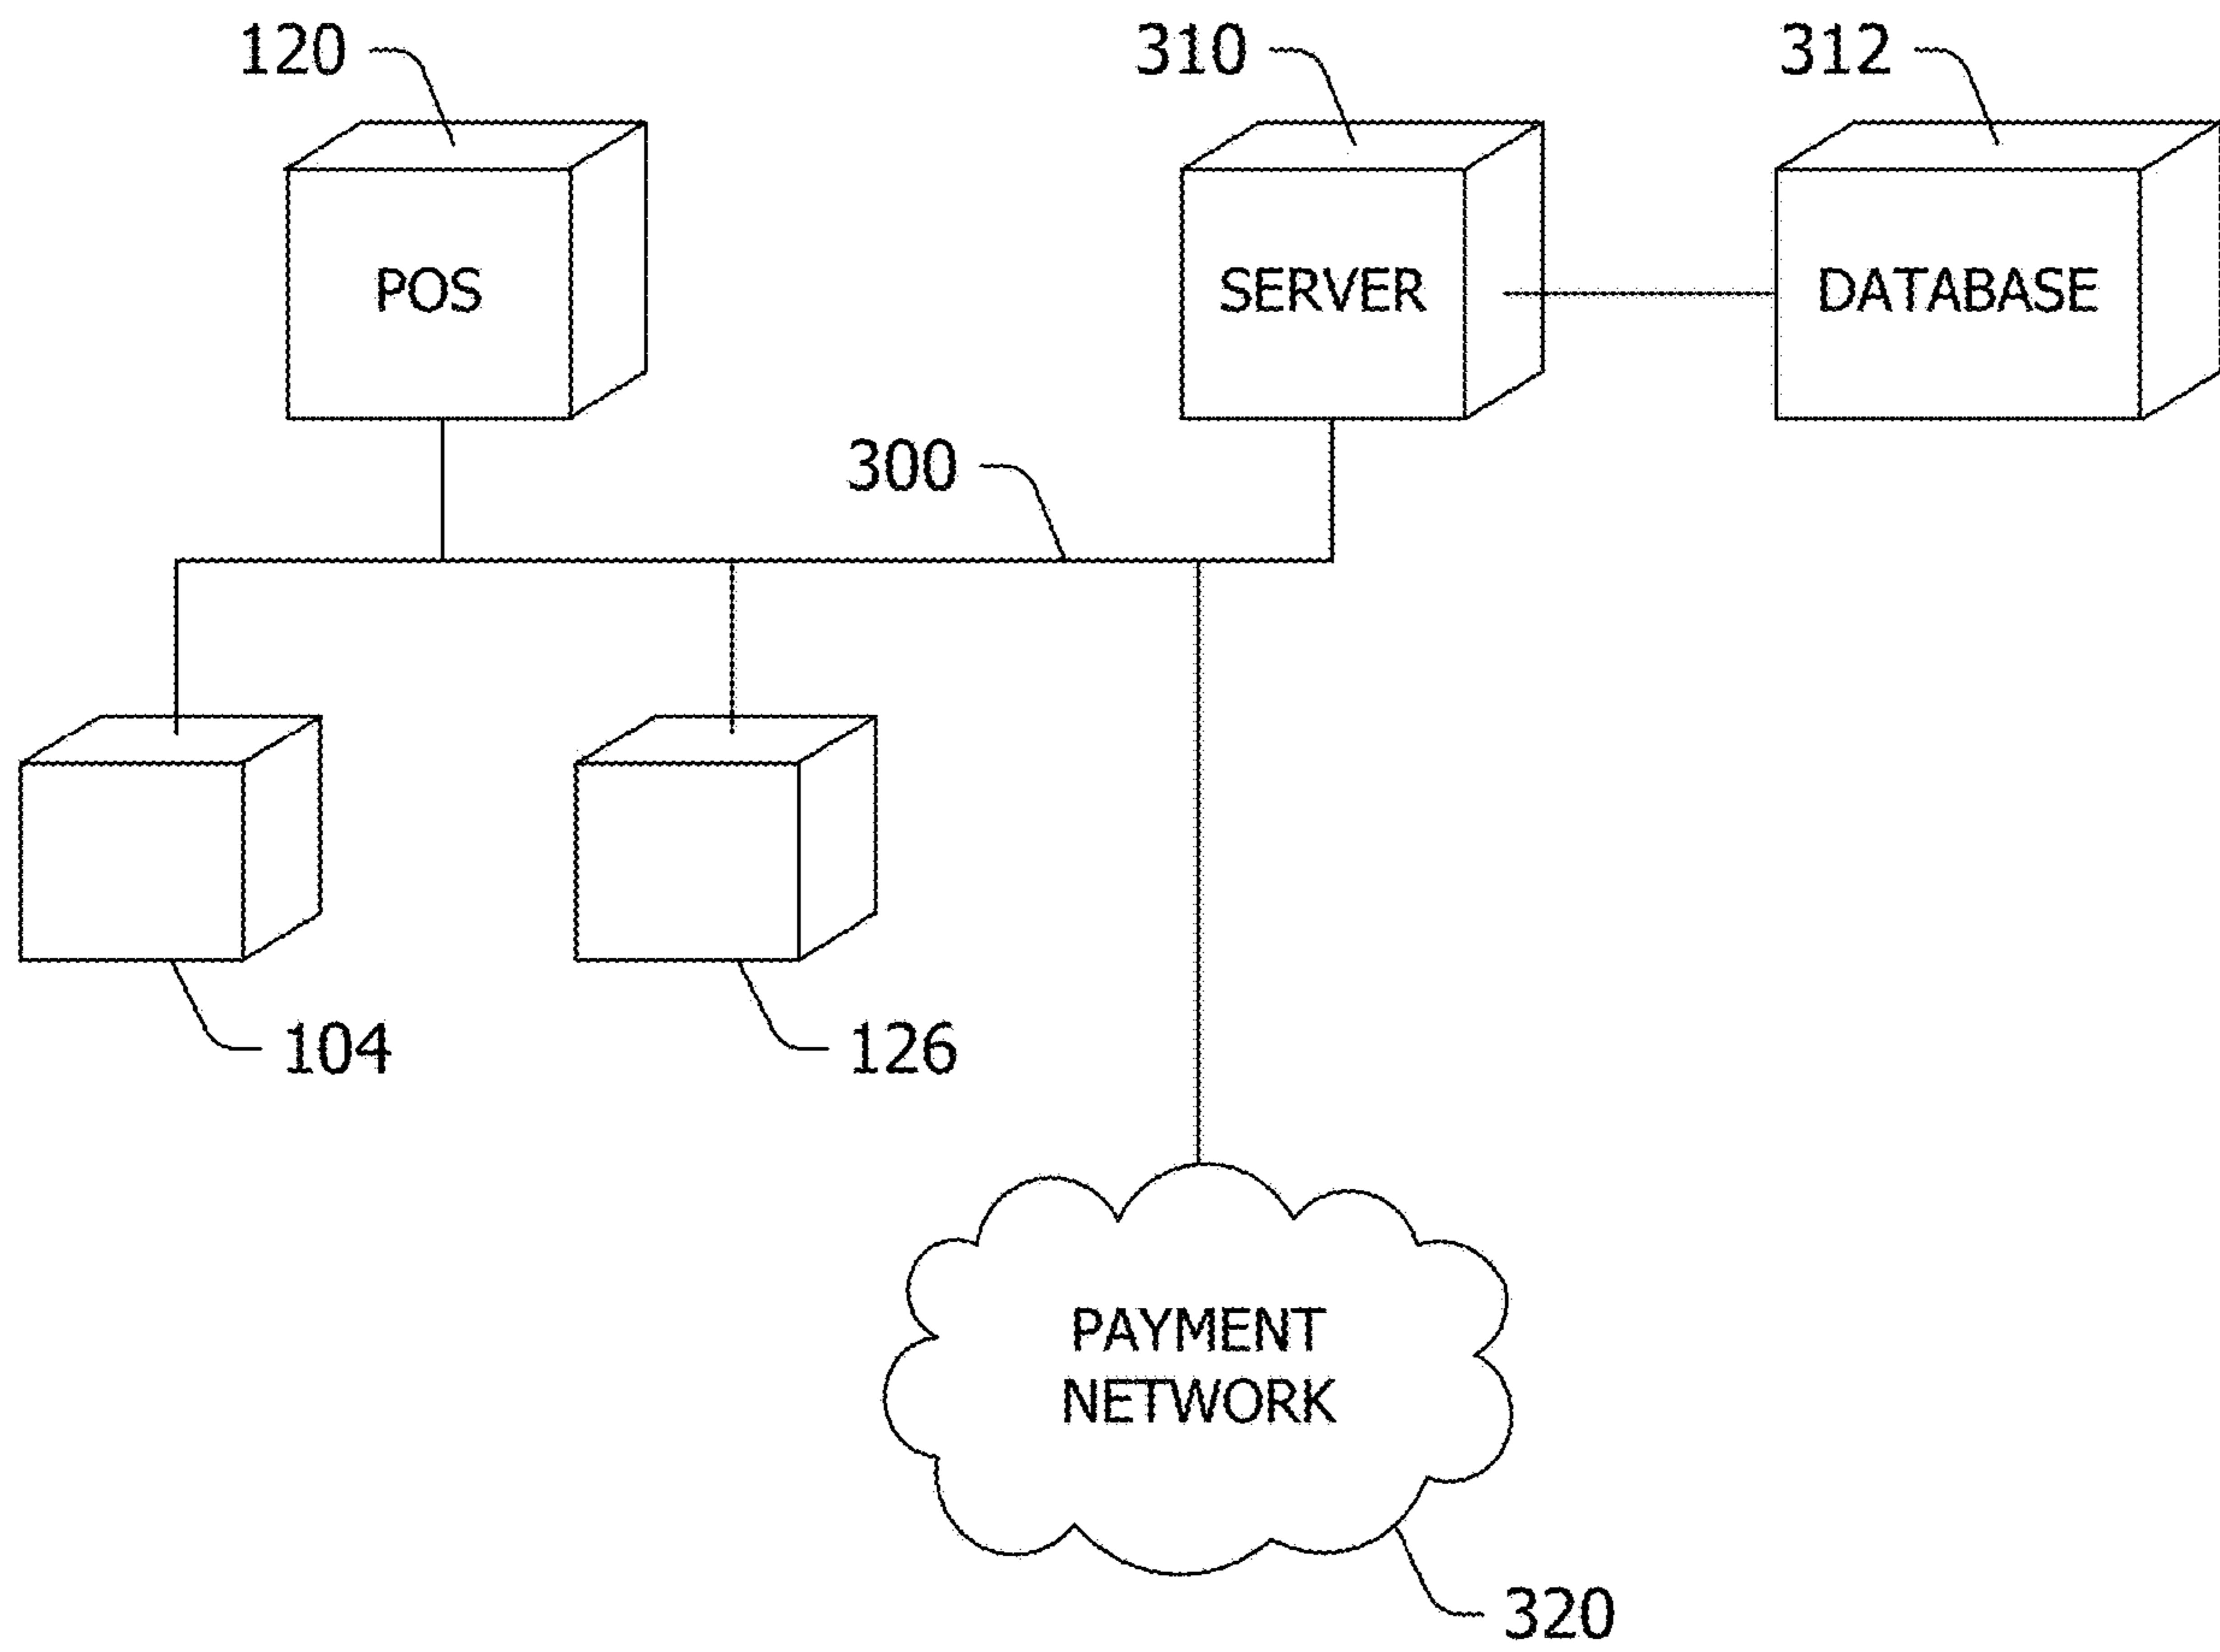 120
310
312
POS
SERVER
DATABASE
300
104
126
PAYMENT
NETWORK
320